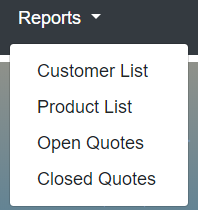 Reports
Customer List
Product List
Open Quotes
Closed Quotes